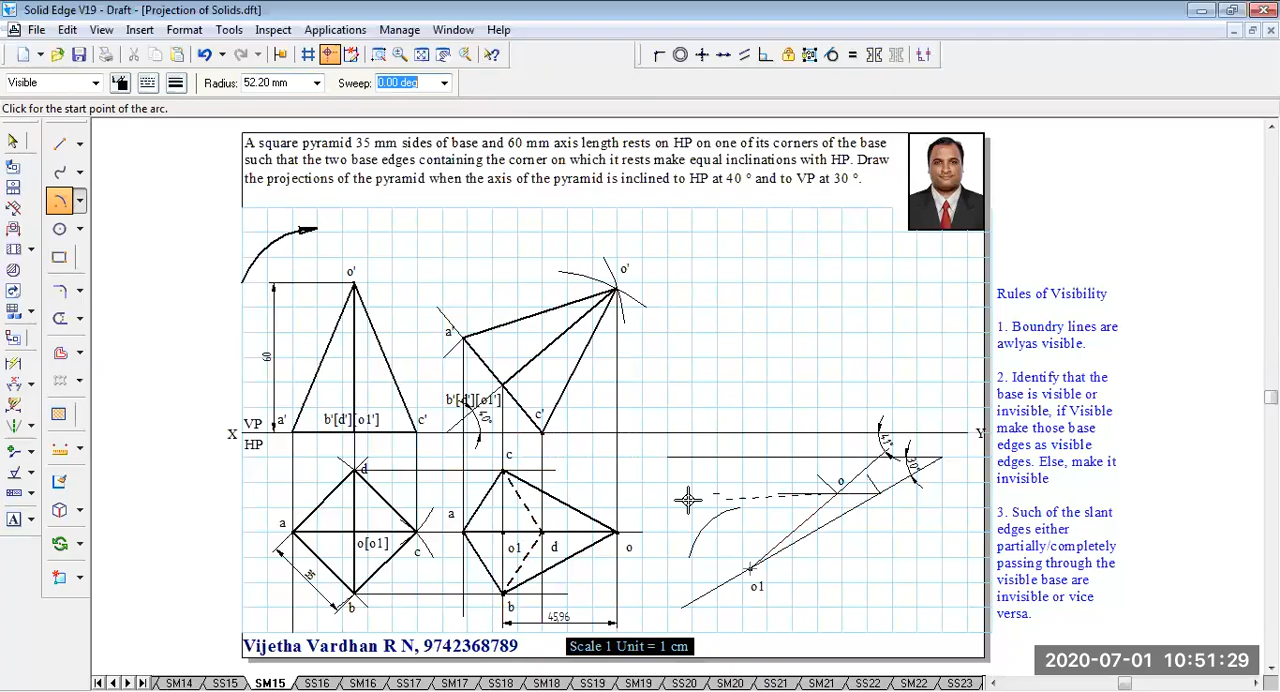 Solid Edge V19 - Draft - [Projection of Solids.dft]
File Edit View Insert Format Tools Inspect Applications Manage Window Help
Visible Radius: 52.20 mm Sweep: 0.00 deg
Click for the start point of the arc.
A square pyramid 35 mm sides of base and 60 mm axis length rests on HP on one of its corners of the base
such that the two base edges containing the corner on which it rests make equal inclinations with HP. Draw
the projections of the pyramid when the axis of the pyramid is inclined to HP at 40 ° and to VP at 30 °.
o'
o'
a'
60
b'[d'][o1']
40°
X
VP
HP
a'
b'[d'][o1']
c'
c'
Y
41°
30°
d
c
o
a
o[o1]
c
a
o1
d
o
o1
35
b
b
45,96
Rules of Visibility
1. Boundry lines are
awlyas visible.
2. Identify that the
base is visible or
invisible, if Visible
make those base
edges as visible
edges. Else, make it
invisible
3. Such of the slant
edges either
partially/completely
passing through the
visible base are
invisible or vice
versa.
Vijetha Vardhan R N, 9742368789
Scale 1 Unit = 1 cm
2020-07-01 10:51:29
SM14 SS15 SM15 SS16 SM16 SS17 SM17 SS18 SM18 SS19 SM19 SS20 SM20 SS21 SM21 SS22 SM22 SS23